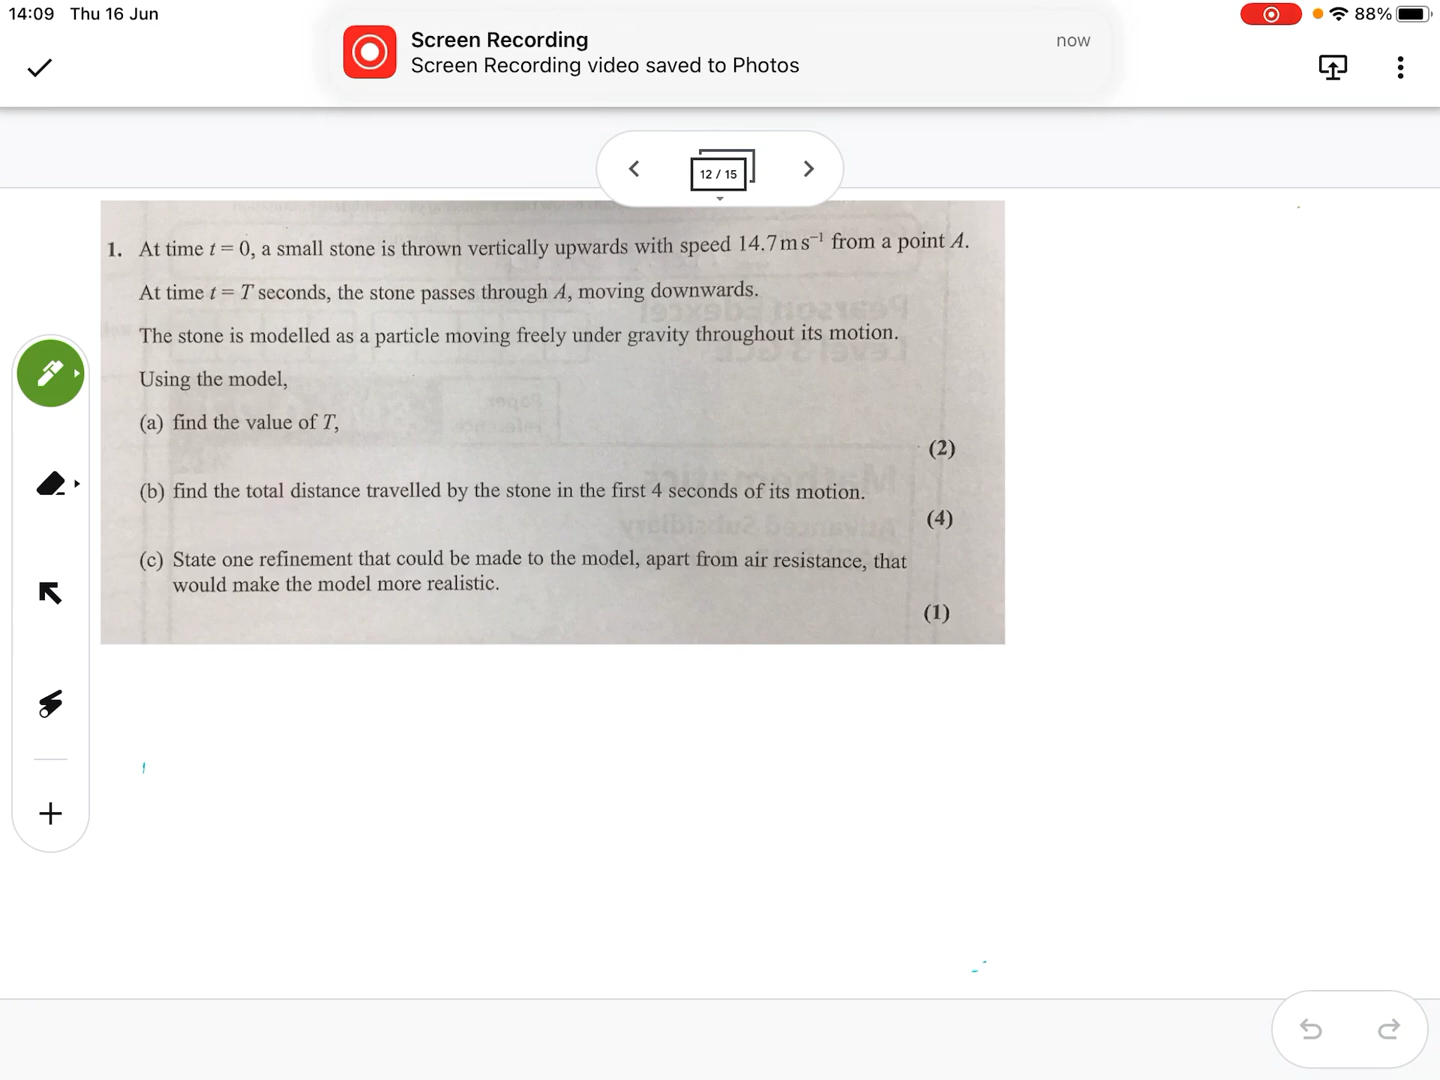 14:09 Thu 16 Jun
88%
Screen Recording
now
Screen Recording video saved to Photos
12 / 15
1. At time t = 0, a small stone is thrown vertically upwards with speed 14.7 m s⁻¹ from a point A.
At time t = T seconds, the stone passes through A, moving downwards.
The stone is modelled as a particle moving freely under gravity throughout its motion.
Using the model,
(a) find the value of T,
(2)
(b) find the total distance travelled by the stone in the first 4 seconds of its motion.
(4)
(c) State one refinement that could be made to the model, apart from air resistance, that
would make the model more realistic.
(1)